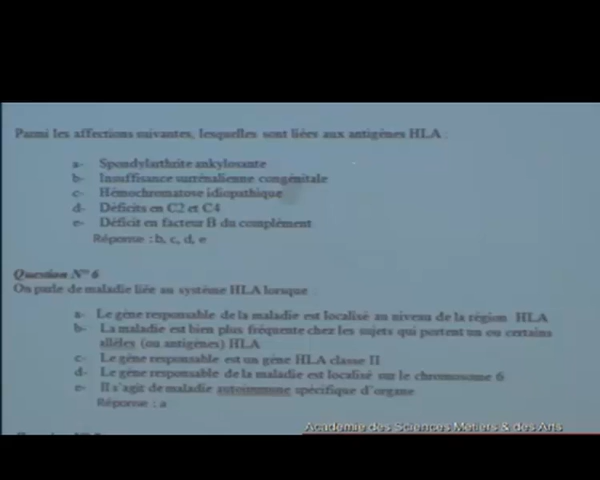 Parmi les affections suivantes, lesquelles sont liées aux antigènes HLA :
a- Spondylarthrite ankylosante
b- Insuffisance surrénalienne congénitale
c- Hémochromatose idiopathique
d- Déficits en C2 et C4
e- Déficit en facteur B du complément
Réponse : b, c, d, e
Question N° 6
On parle de maladie liée au système HLA lorsque
a- Le gène responsable de la maladie est localisé au niveau de la région HLA
b- La maladie est bien plus fréquente chez les sujets qui portent un ou certains
allèles (ou antigènes) HLA
c- Le gène responsable est un gène HLA classe II
d- Le gène responsable de la maladie est localisé sur le chromosome 6
e- Il s'agit de maladie autoimmune spécifique d'organe
Réponse : a
Academie des Sciences Metiers & des Arts